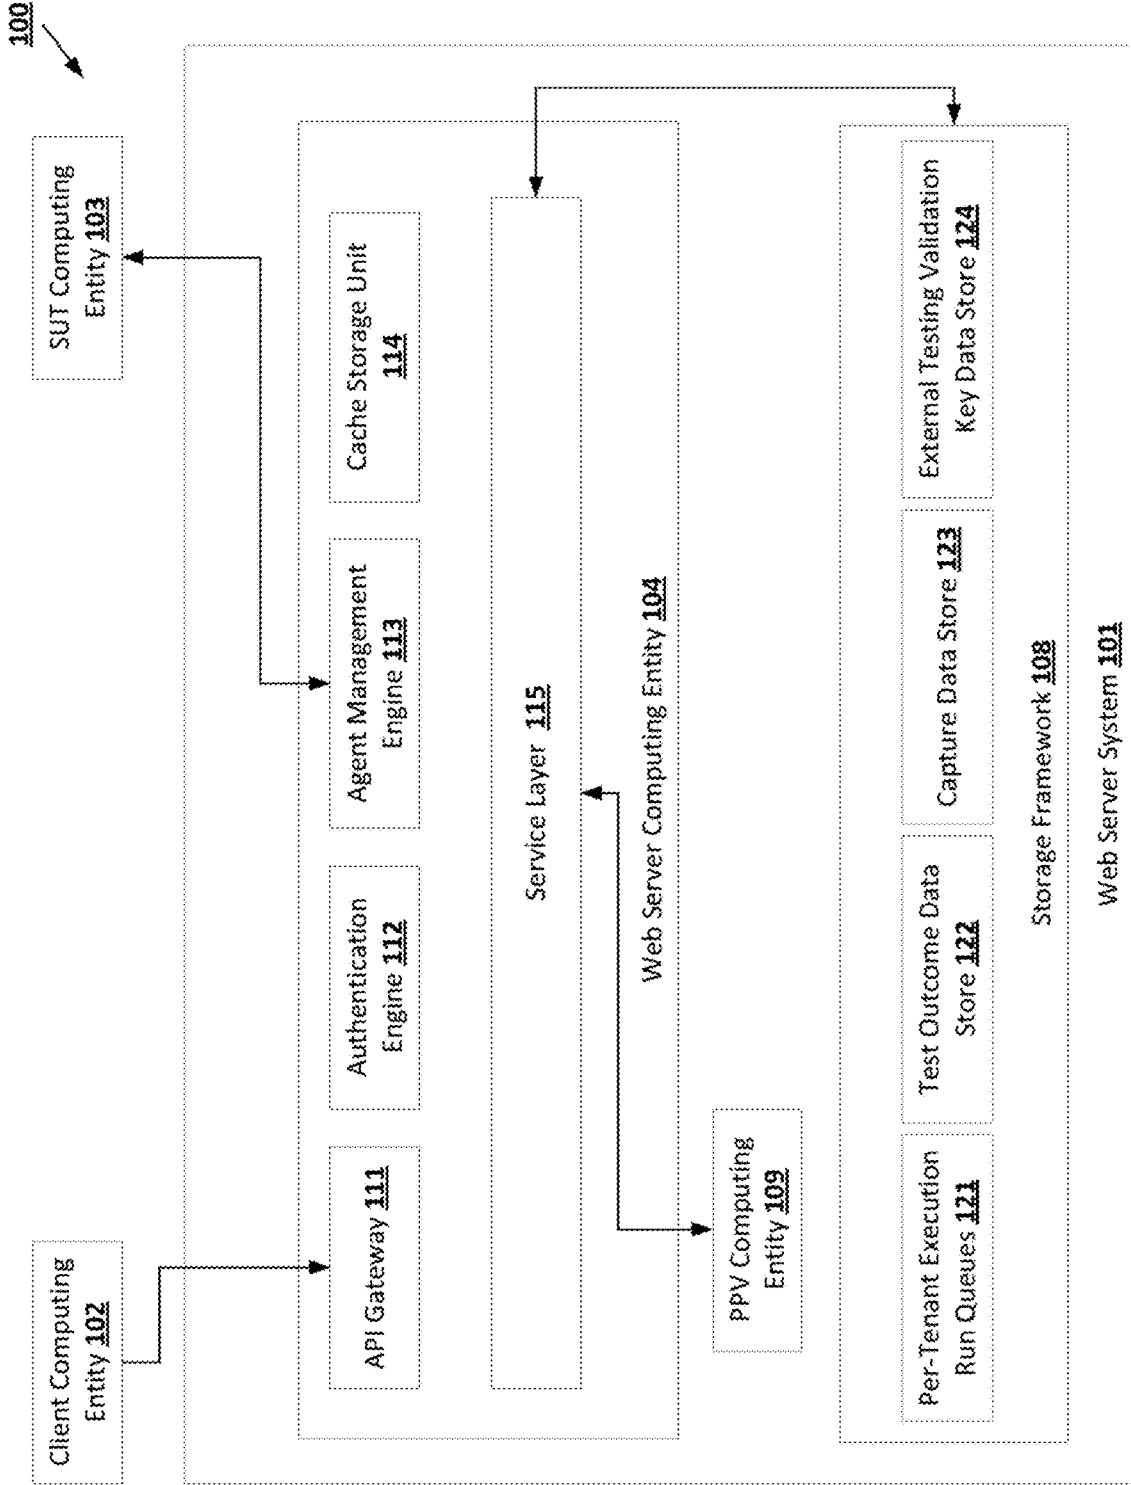 100
Client Computing
Entity 102
SUT Computing
Entity 103
API Gateway 111
Authentication
Engine 112
Agent Management
Engine 113
Cache Storage Unit
114
Service Layer 115
Web Server Computing Entity 104
PPV Computing
Entity 109
Per-Tenant Execution
Run Queues 121
Test Outcome Data
Store 122
Capture Data Store 123
External Testing Validation
Key Data Store 124
Storage Framework 108
Web Server System 101